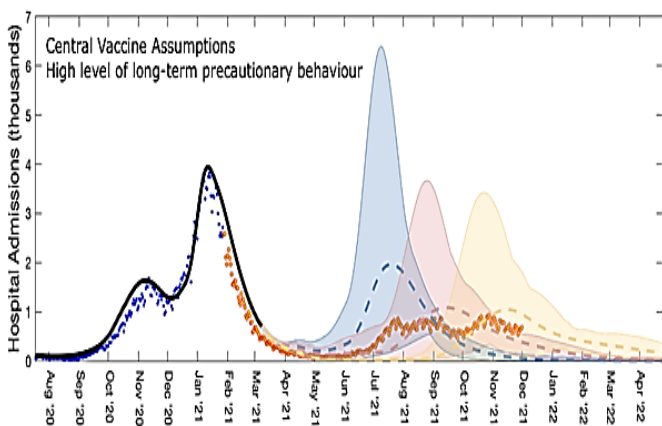 Central Vaccine Assumptions
High level of long-term precautionary behaviour
Hospital Admissions (thousands)
7
6
5
4
3
2
1
0
Aug '20
Sep '20
Oct '20
Nov '20
Dec '20
Jan '21
Feb '21
Mar '21
Apr '21
May '21
Jun '21
Jul '21
Aug '21
Sep '21
Oct '21
Nov '21
Dec '21
Jan '22
Feb '22
Mar '22
Apr '22